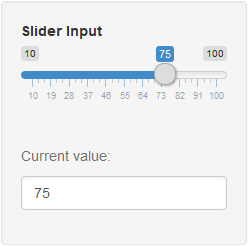 Slider Input
10 75 100
10 19 28 37 46 55 64 73 82 91 100
Current value:
75